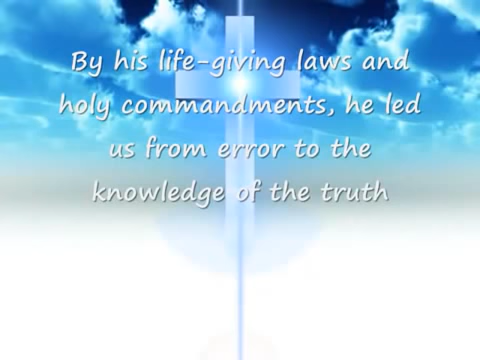 By his life-giving laws and
holy commandments, he led
us from error to the
knowledge of the truth